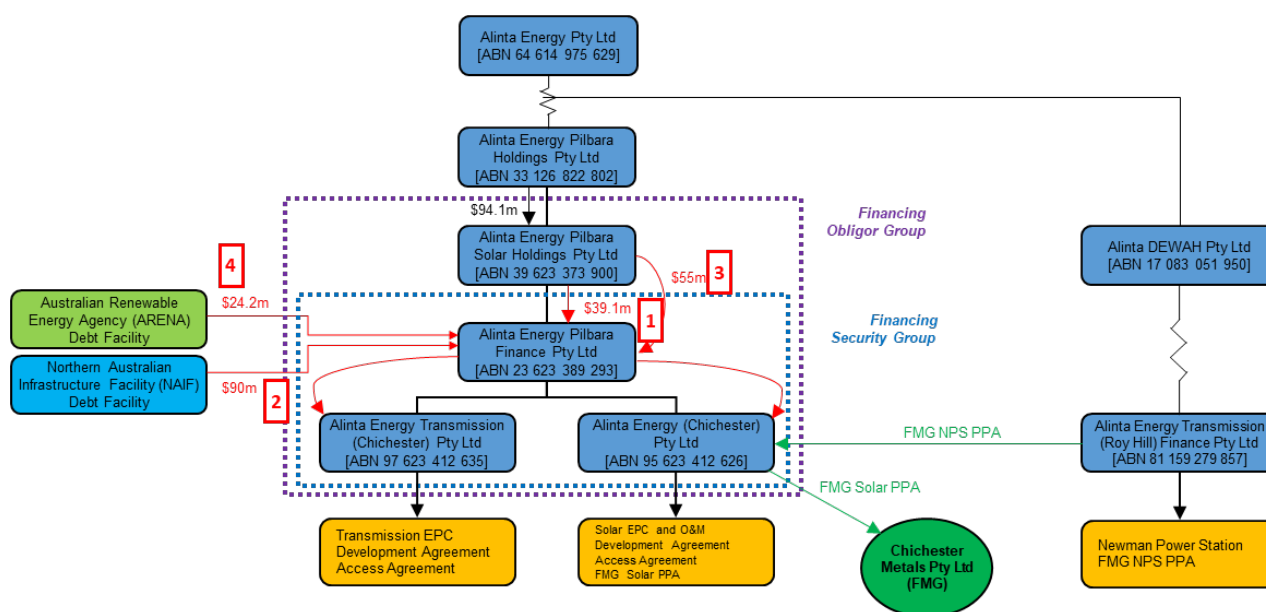 Alinta Energy Pty Ltd
[ABN 64 614 975 629]
Alinta Energy Pilbara
Holdings Pty Ltd
[ABN 33 126 822 802]
$94.1m
Financing
Obligor Group
Alinta Energy Pilbara
Solar Holdings Pty Ltd
[ABN 39 623 373 900]
Alinta DEWAH Pty Ltd
[ABN 17 083 051 950]
4
3
$55m
$24.2m
$39.1m
1
Australian Renewable
Energy Agency (ARENA)
Debt Facility
Financing
Security Group
Alinta Energy Pilbara
Finance Pty Ltd
[ABN 23 623 389 293]
Northern Australian
Infrastructure Facility (NAIF)
Debt Facility
$90m
2
Alinta Energy Transmission
(Chichester) Pty Ltd
[ABN 97 623 412 635]
Alinta Energy (Chichester)
Pty Ltd
[ABN 95 623 412 626]
FMG NPS PPA
Alinta Energy Transmission
(Roy Hill) Finance Pty Ltd
[ABN 81 159 279 857]
FMG Solar PPA
Transmission EPC
Development Agreement
Access Agreement
Solar EPC and O&M
Development Agreement
Access Agreement
FMG Solar PPA
Chichester
Metals Pty Ltd
(FMG)
Newman Power Station
FMG NPS PPA